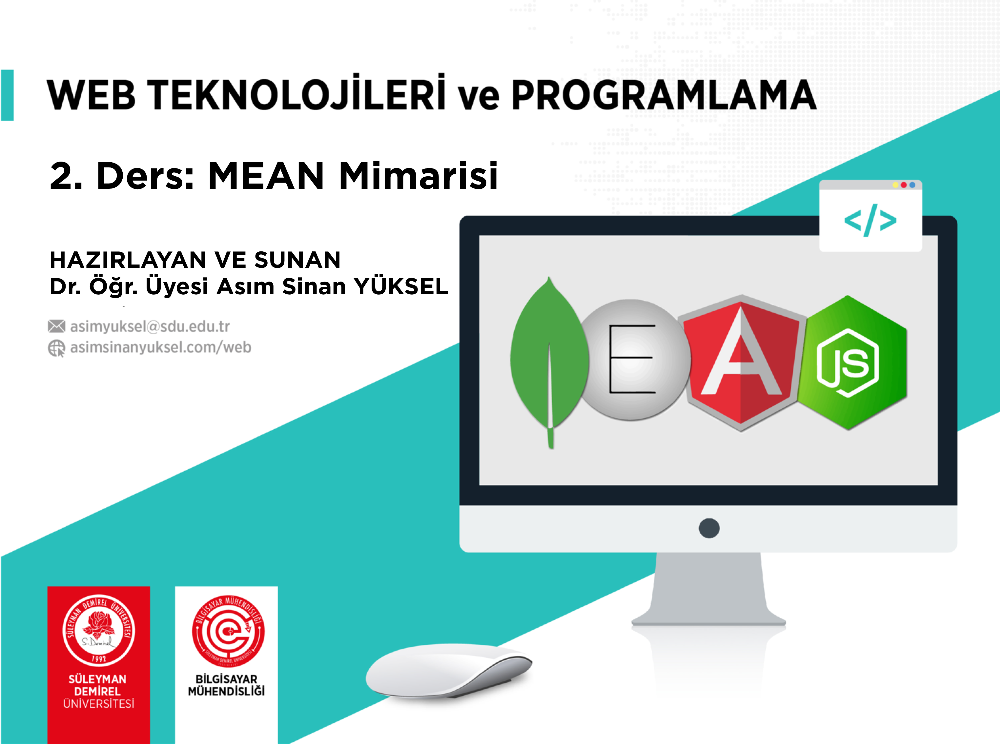 WEB TEKNOLOJİLERİ ve PROGRAMLAMA
2. Ders: MEAN Mimarisi
HAZIRLAYAN VE SUNAN
Dr. Öğr. Üyesi Asım Sinan YÜKSEL
asimyuksel@sdu.edu.tr
asimsinanyuksel.com/web
</>
E
A
JS
SÜLEYMAN DEMİREL ÜNİVERSİTESİ
S. Demirel
1992
SÜLEYMAN
DEMİREL
ÜNİVERSİTESİ
BİLGİSAYAR MÜHENDİSLİĞİ
e
SÜLEYMAN DEMİREL ÜNİVERSİTESİ
BİLGİSAYAR
MÜHENDİSLİĞİ